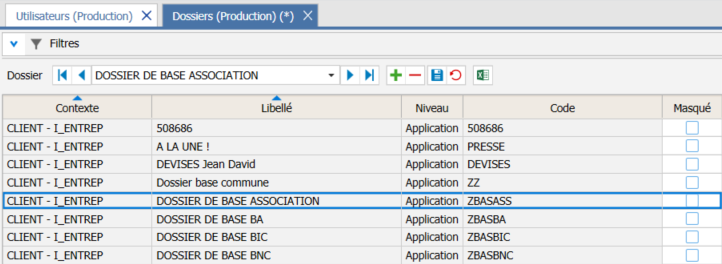 Utilisateurs (Production) Dossiers (Production) (*)
Filtres
Dossier DOSSIER DE BASE ASSOCIATION
Contexte Libellé Niveau Code Masqué
CLIENT - I_ENTREP 508686 Application 508686
CLIENT - I_ENTREP A LA UNE ! Application PRESSE
CLIENT - I_ENTREP DEVISES Jean David Application DEVISES
CLIENT - I_ENTREP Dossier base commune Application ZZ
CLIENT - I_ENTREP DOSSIER DE BASE ASSOCIATION Application ZBASASS
CLIENT - I_ENTREP DOSSIER DE BASE BA Application ZBASBA
CLIENT - I_ENTREP DOSSIER DE BASE BIC Application ZBASBIC
CLIENT - I_ENTREP DOSSIER DE BASE BNC Application ZBASBNC